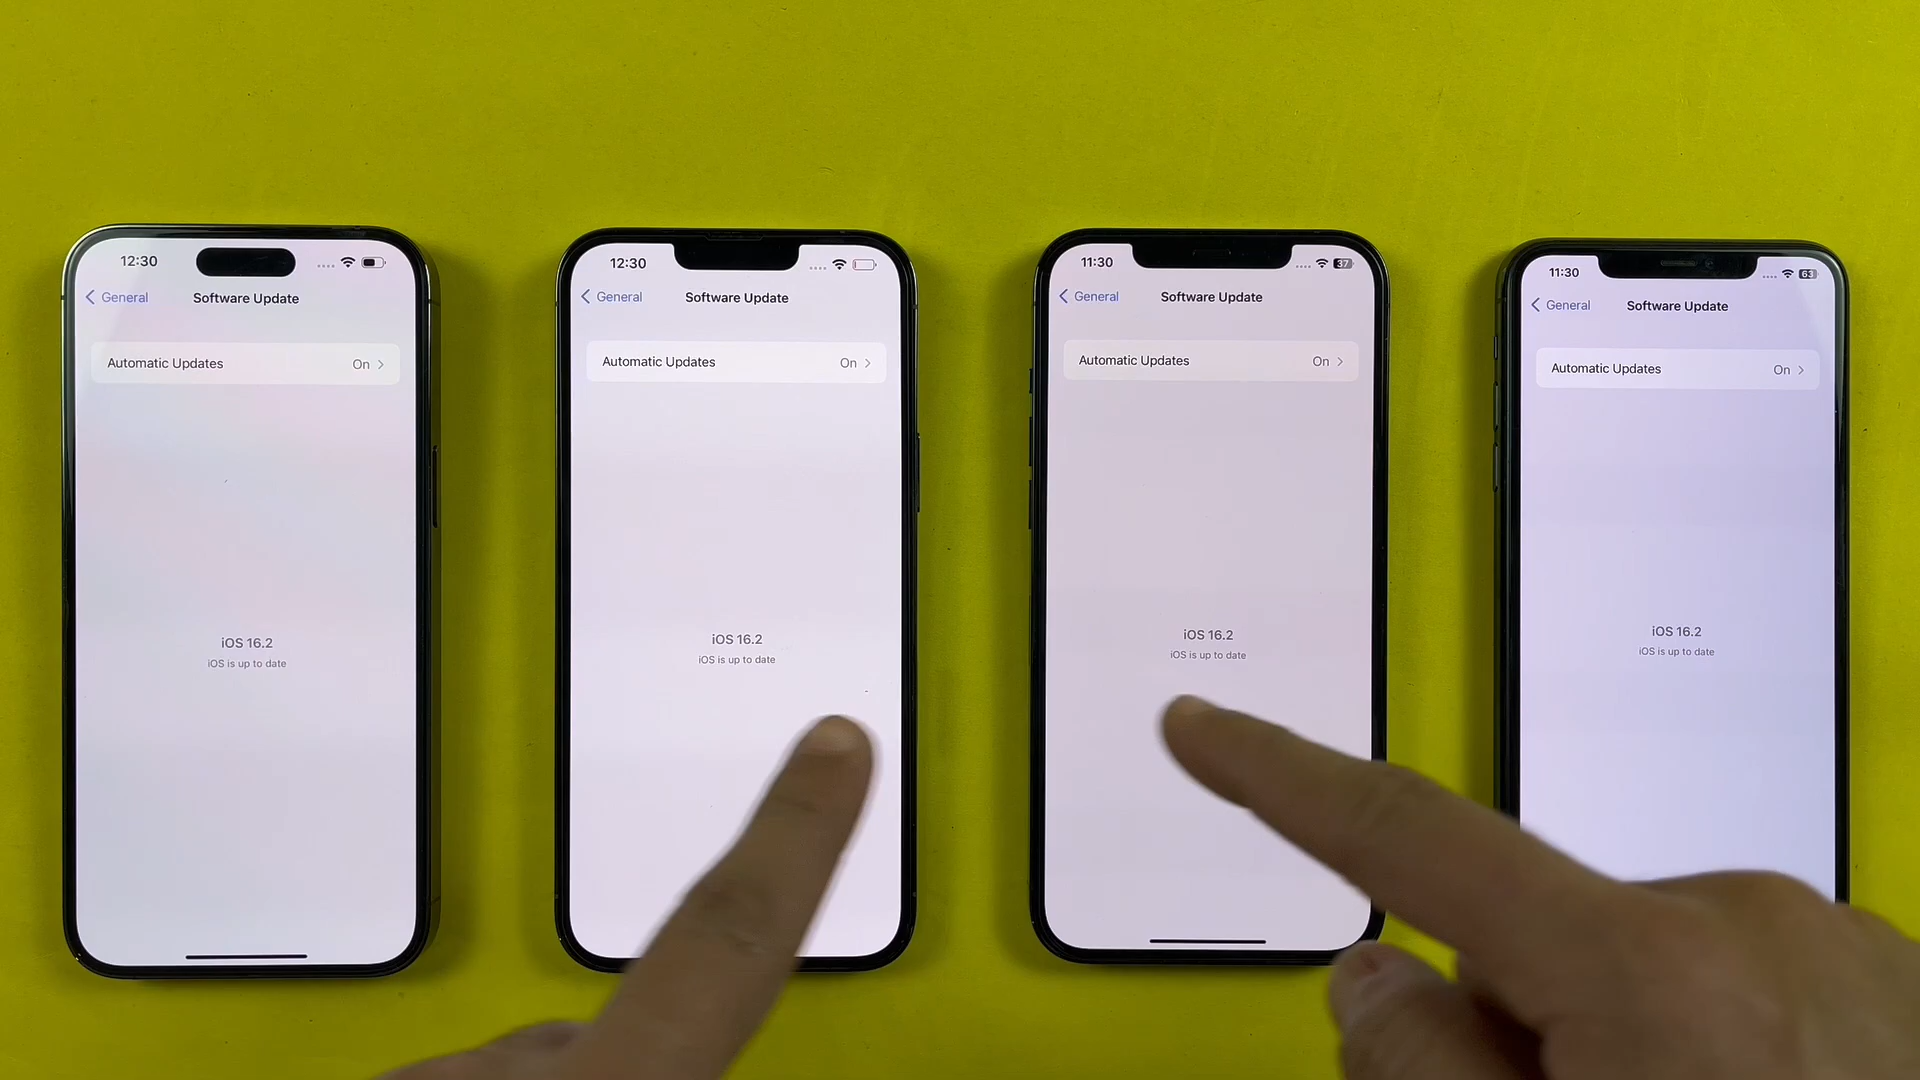 12:30
General
Software Update
Automatic Updates
On
iOS 16.2
iOS is up to date
12:30
General
Software Update
Automatic Updates
On
iOS 16.2
iOS is up to date
11:30
37
General
Software Update
Automatic Updates
On
iOS 16.2
iOS is up to date
11:30
63
General
Software Update
Automatic Updates
On
iOS 16.2
iOS is up to date